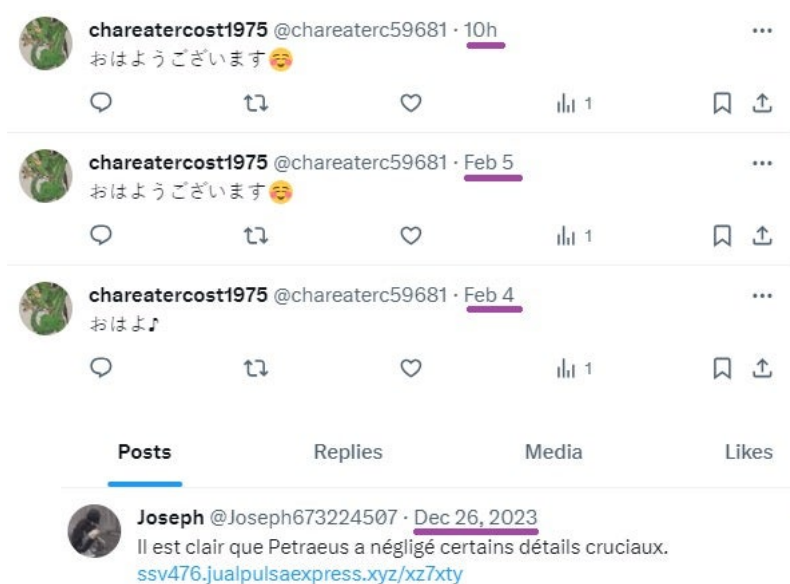 chareatercost1975 @chareaterc59681 · 10h
おはようございます☺️
1
chareatercost1975 @chareaterc59681 · Feb 5
おはようございます☺️
1
chareatercost1975 @chareaterc59681 · Feb 4
おはよ♪
1
Posts Replies Media Likes
Joseph @Joseph673224507 · Dec 26, 2023
Il est clair que Petraeus a négligé certains détails cruciaux.
ssv476.jualpulsaexpress.xyz/xz7xty